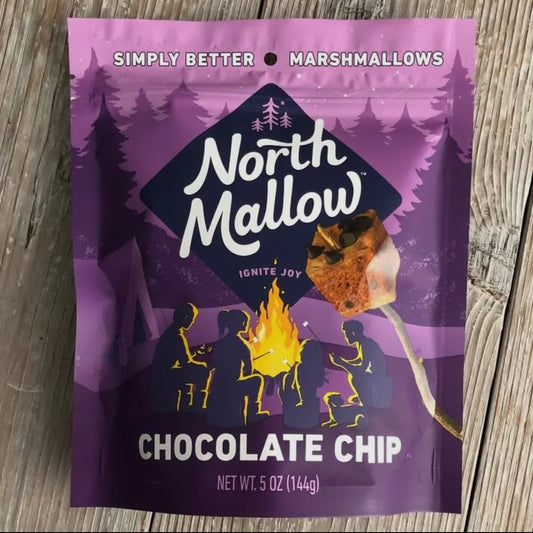 SIMPLY BETTER • MARSHMALLOWS
North
Mallow™
IGNITE JOY
CHOCOLATE CHIP
NET WT. 5 OZ (144g)